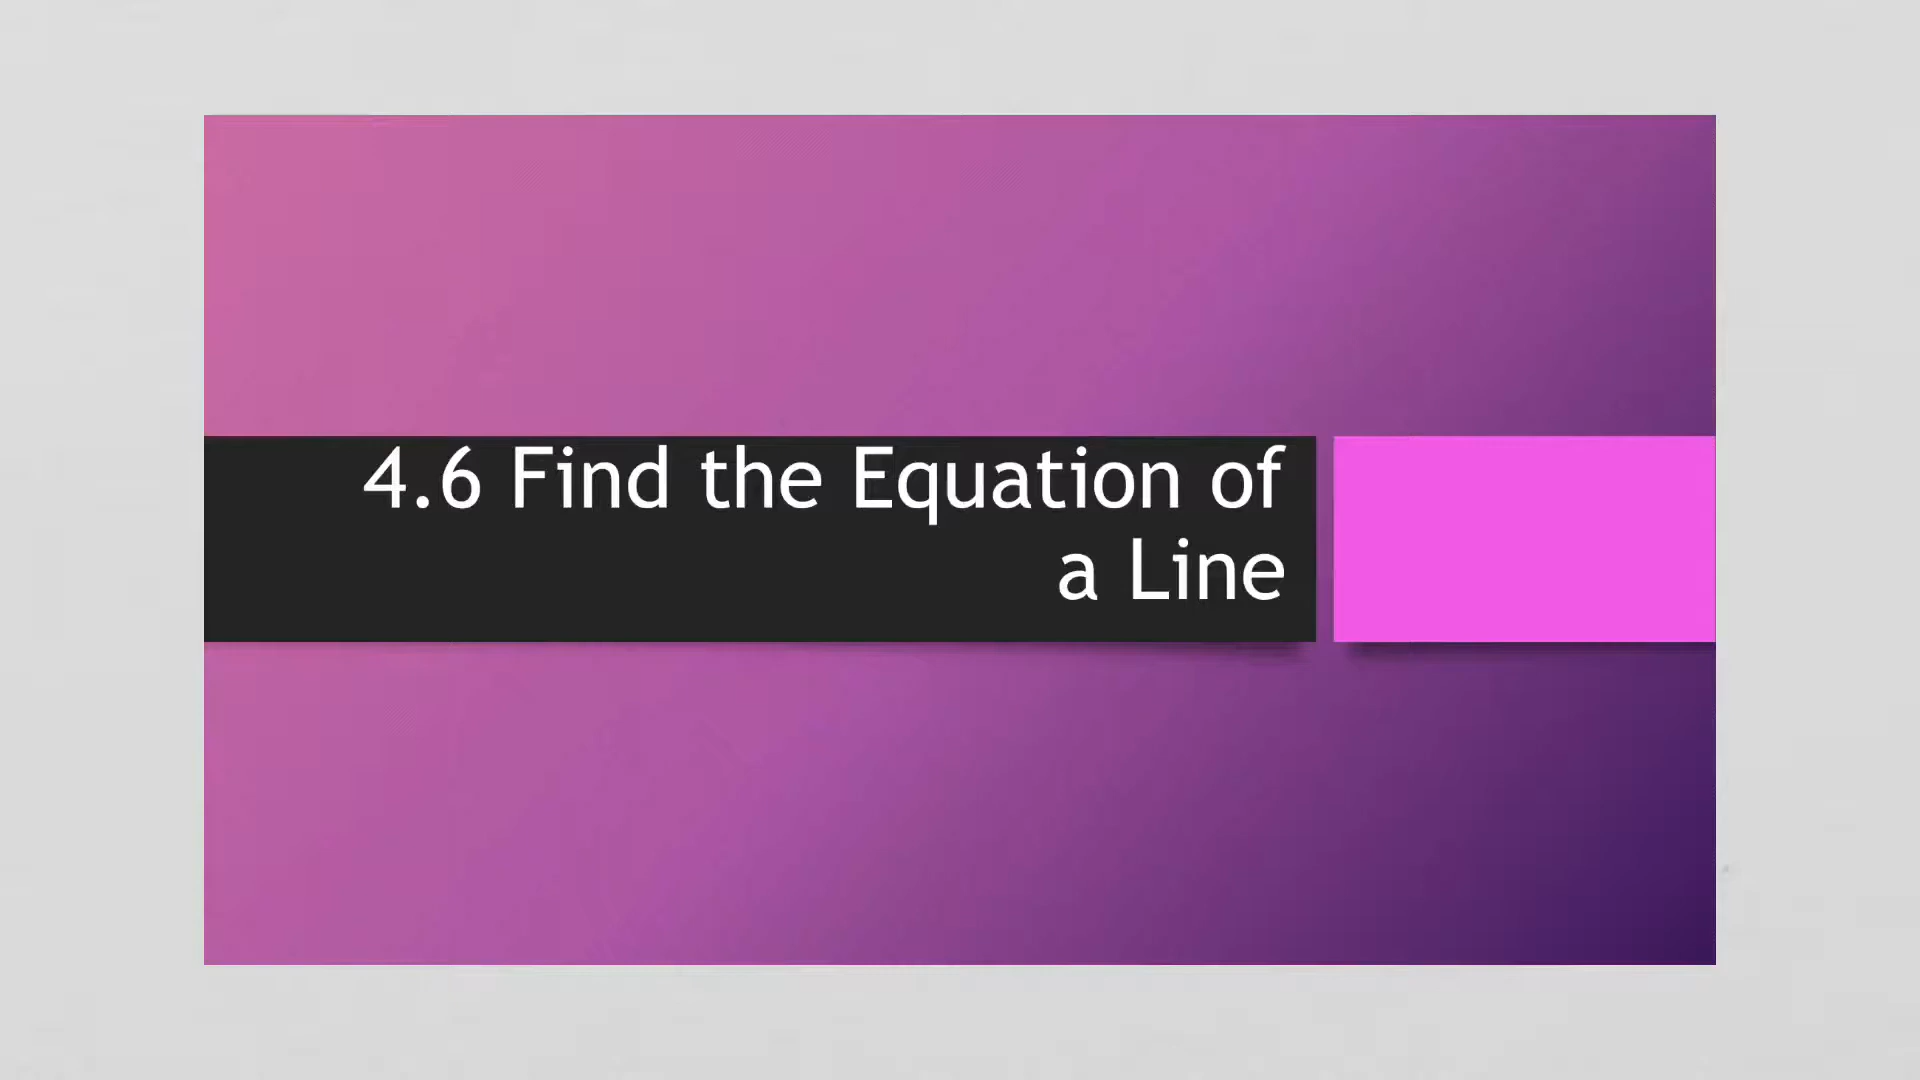 4.6 Find the Equation of
a Line